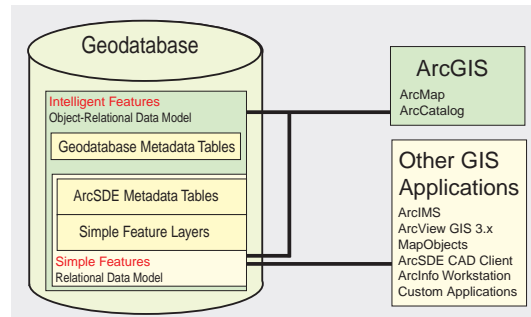 Geodatabase
Intelligent Features
Object-Relational Data Model
Geodatabase Metadata Tables
ArcSDE Metadata Tables
Simple Feature Layers
Simple Features
Relational Data Model
ArcGIS
ArcMap
ArcCatalog
Other GIS
Applications
ArcIMS
ArcView GIS 3.x
MapObjects
ArcSDE CAD Client
ArcInfo Workstation
Custom Applications